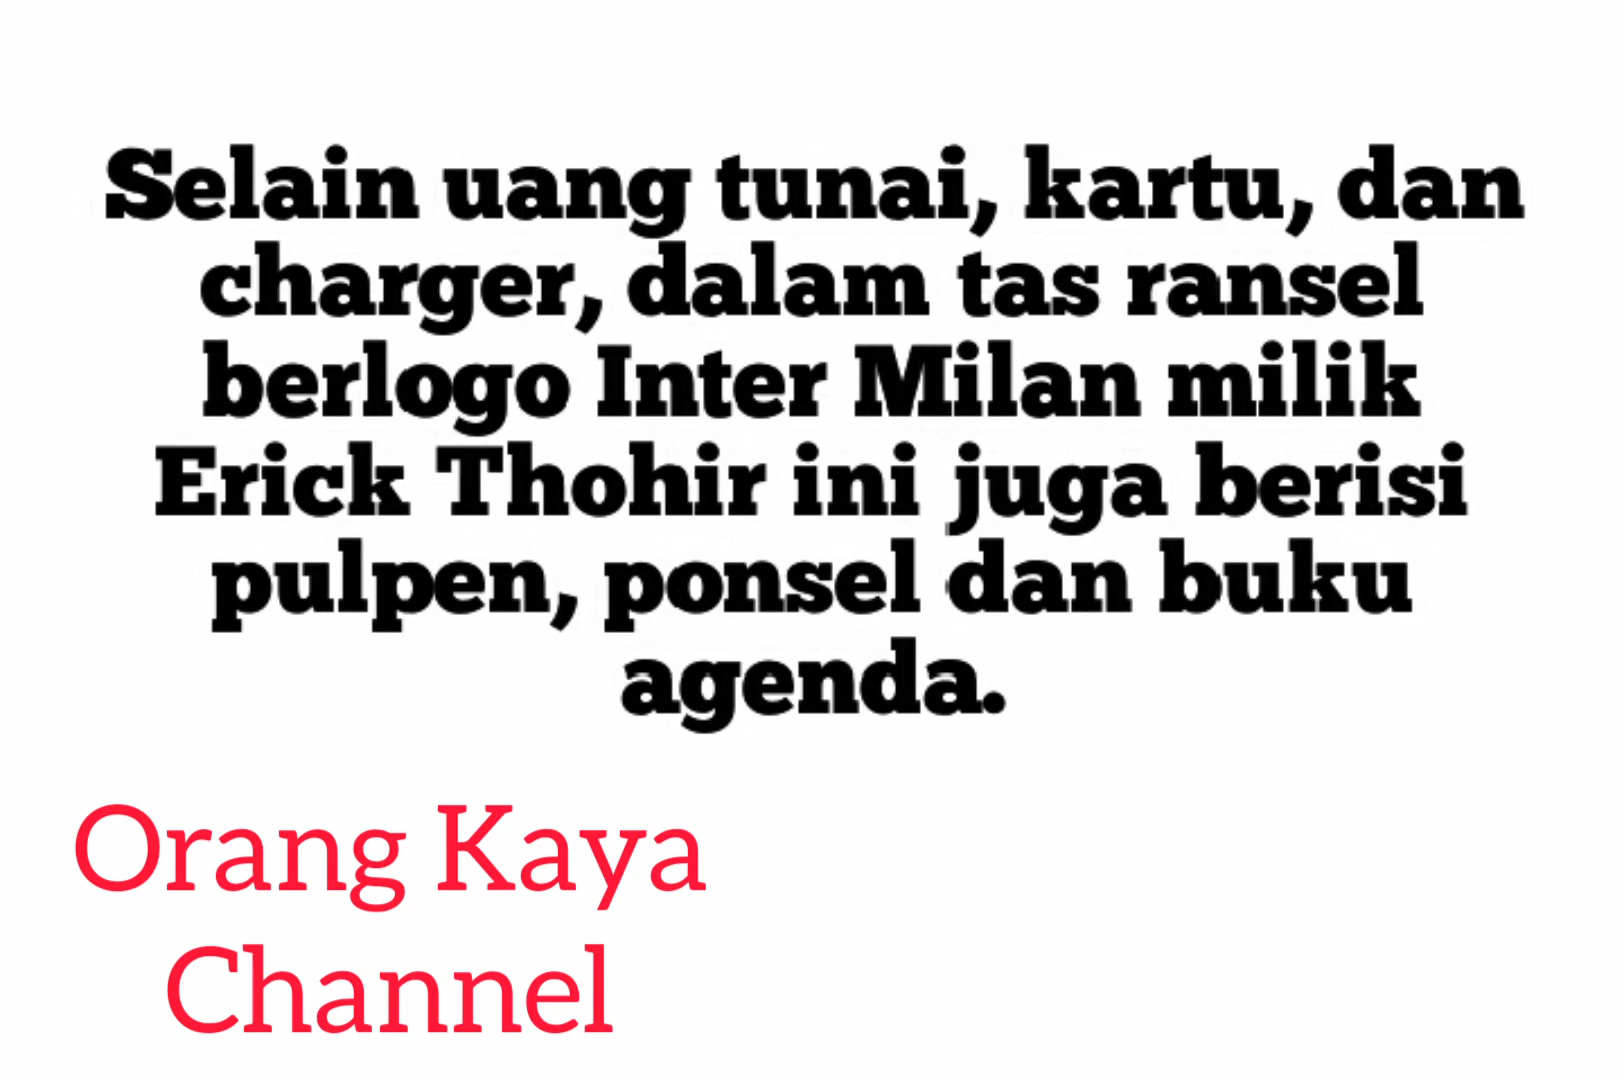 Selain uang tunai, kartu, dan
charger, dalam tas ransel
berlogo Inter Milan milik
Erick Thohir ini juga berisi
pulpen, ponsel dan buku
agenda.
Orang Kaya
Channel